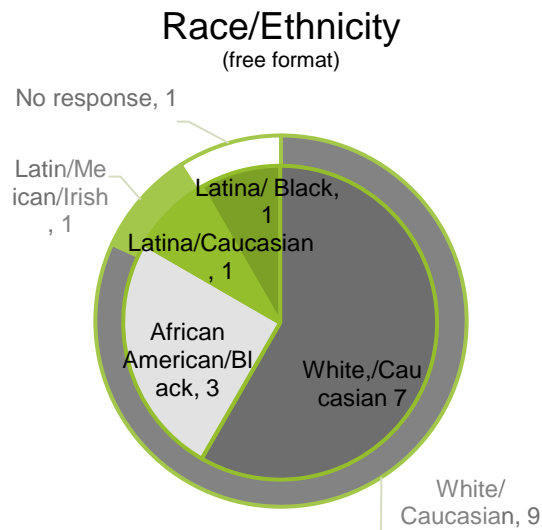 Race/Ethnicity
(free format)
No response, 1
Latin/Me
ican/Irish
, 1
Latina/ Black,
1
Latina/Caucasian
, 1
African
American/Bl
ack, 3
White,/Cau
casian 7
White/
Caucasian, 9